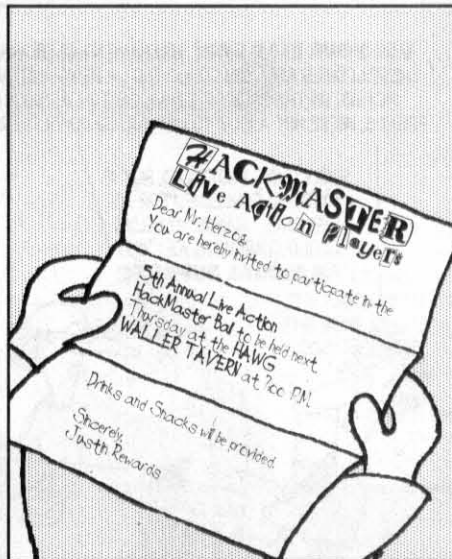 HACKMASTER
LIve ActIon Players
Dear Mr. Herzog
You are hereby invited to participate in the
5th Annual Live Action
HackMaster Bal to be held next
Thursday at the HAWG
WALLER TAVERN at 7:00 P.M.
Drinks and Snacks will be provided.
Sincerely,
Justin Rewards